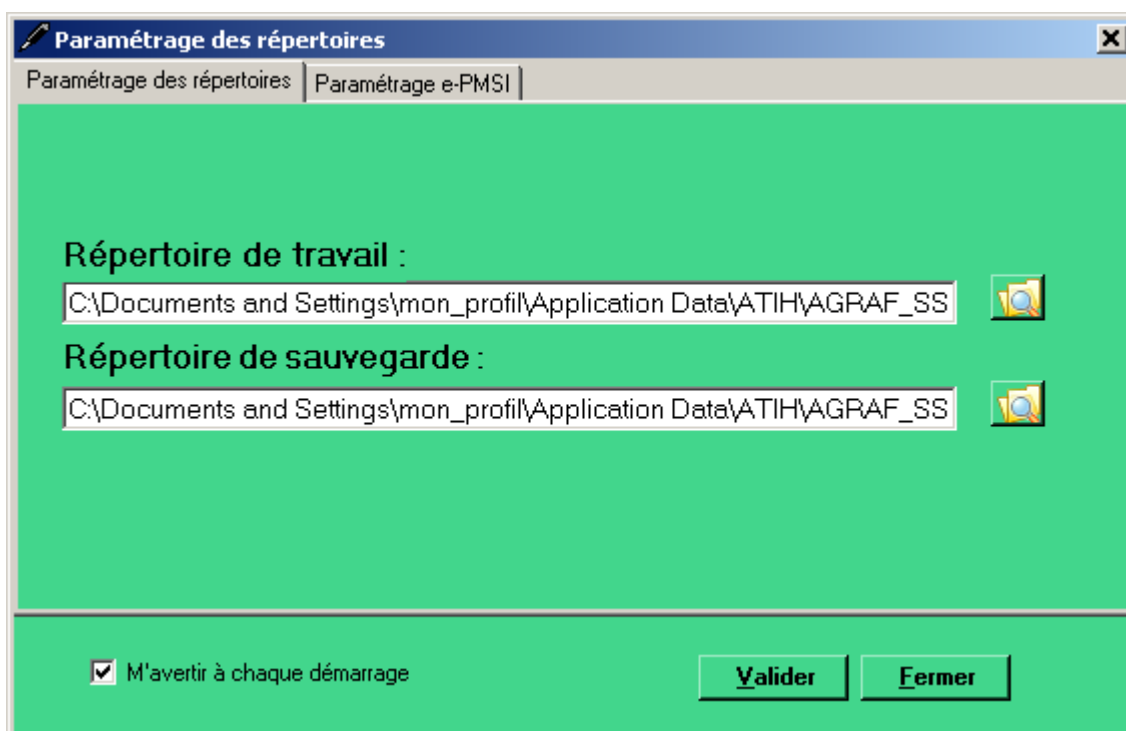 Paramétrage des répertoires
Paramétrage des répertoires Paramétrage e-PMSI
Répertoire de travail :
C:\Documents and Settings\mon_profil\Application Data\ATIH\AGRAF_SS
Répertoire de sauvegarde :
C:\Documents and Settings\mon_profil\Application Data\ATIH\AGRAF_SS
M'avertir à chaque démarrage Valider Fermer